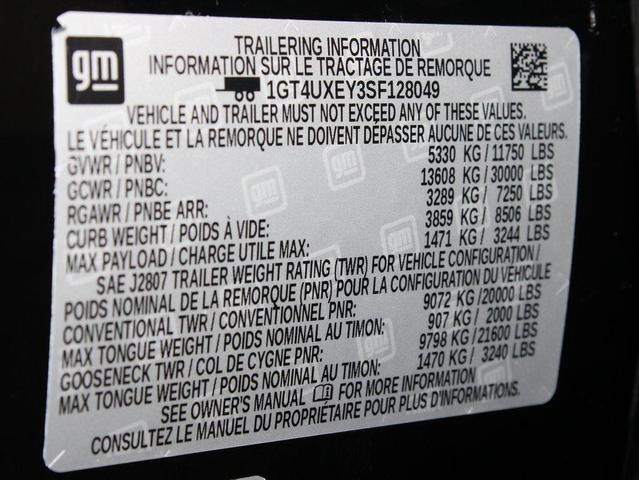 gm
TRAILERING INFORMATION
INFORMATION SUR LE TRACTAGE DE REMORQUE
1GT4UXEY3SF128049
VEHICLE AND TRAILER MUST NOT EXCEED ANY OF THESE VALUES.
LE VÉHICULE ET LA REMORQUE NE DOIVENT DÉPASSER AUCUNE DE CES VALEURS.
GVWR / PNBV: 5330 KG / 11750 LBS
GCWR / PNBC: 13608 KG / 30000 LBS
RGAWR / PNBE ARR: 3289 KG / 7250 LBS
CURB WEIGHT / POIDS À VIDE: 3859 KG / 8506 LBS
MAX PAYLOAD / CHARGE UTILE MAX: 1471 KG / 3244 LBS
SAE J2807 TRAILER WEIGHT RATING (TWR) FOR VEHICLE CONFIGURATION /
POIDS NOMINAL DE LA REMORQUE (PNR) POUR LA CONFIGURATION DU VÉHICULE
CONVENTIONAL TWR / CONVENTIONNEL PNR: 9072 KG / 20000 LBS
MAX TONGUE WEIGHT / POIDS NOMINAL AU TIMON: 907 KG / 2000 LBS
GOOSENECK TWR / COL DE CYGNE PNR: 9798 KG / 21600 LBS
MAX TONGUE WEIGHT / POIDS NOMINAL AU TIMON: 1470 KG / 3240 LBS
SEE OWNER'S MANUAL FOR MORE INFORMATION
CONSULTEZ LE MANUEL DU PROPRIÉTAIRE POUR PLUS D'INFORMATIONS.